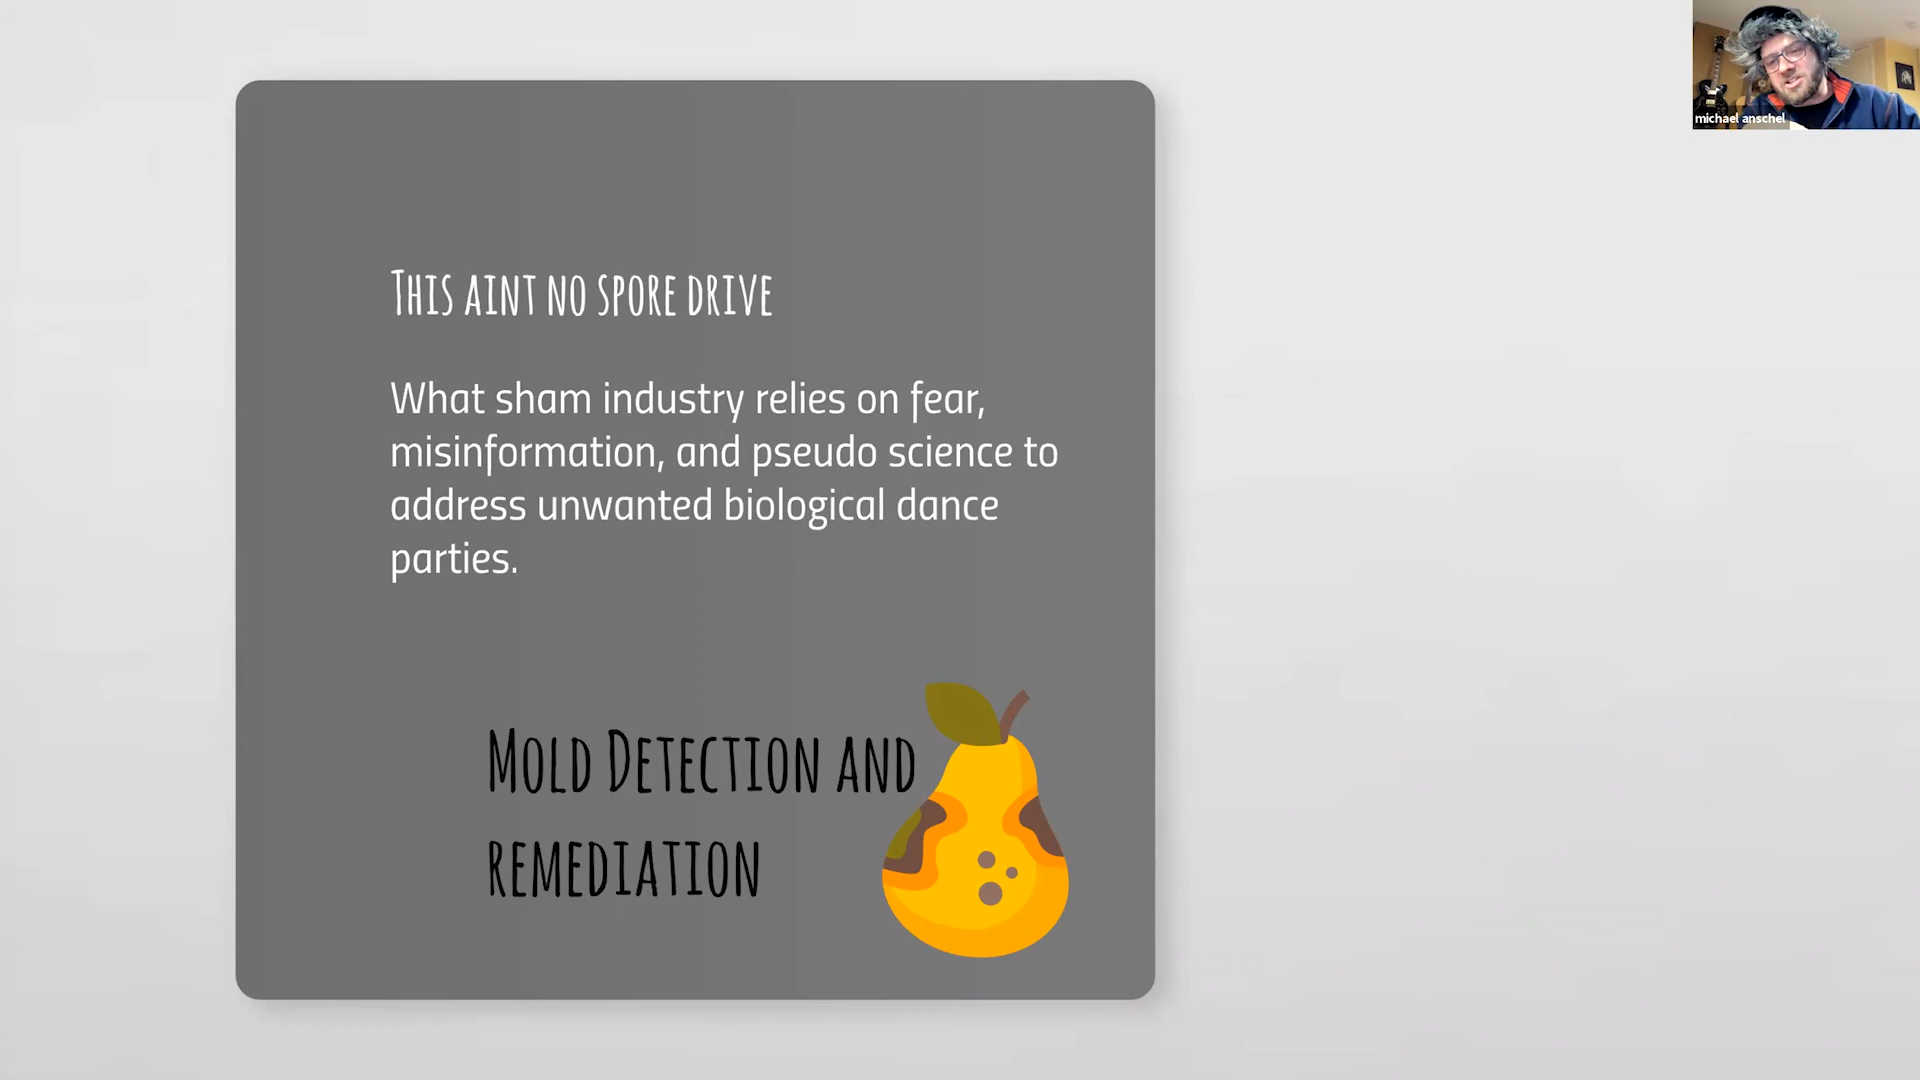 michael anschel
This aint no spore drive
What sham industry relies on fear,
misinformation, and pseudo science to
address unwanted biological dance
parties.
Mold Detection and
remediation